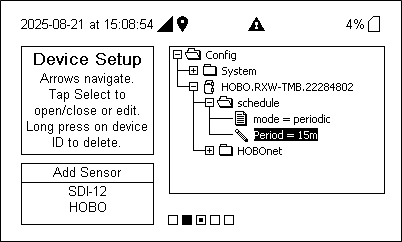 2025-08-21 at 15:08:54
4%
Device Setup
Arrows navigate.
Tap Select to
open/close or edit.
Long press on device
ID to delete.
Add Sensor
SDI-12
HOBO
Config
System
HOBO.RXW-TMB.22284802
schedule
mode = periodic
Period = 15m
HOBOnet